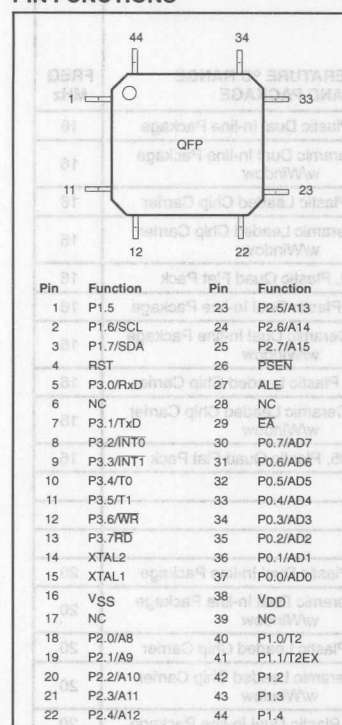 PIN FUNCTIONS
44 34
1 33
QFP
11 23
12 22
Pin Function Pin Function
1 P1.5 23 P2.5/A13
2 P1.6/SCL 24 P2.6/A14
3 P1.7/SDA 25 P2.7/A15
4 RST 26 PSEN
5 P3.0/RxD 27 ALE
6 NC 28 NC
7 P3.1/TxD 29 EA
8 P3.2/INT0 30 P0.7/AD7
9 P3.3/INT1 31 P0.6/AD6
10 P3.4/T0 32 P0.5/AD5
11 P3.5/T1 33 P0.4/AD4
12 P3.6/WR 34 P0.3/AD3
13 P3.7RD 35 P0.2/AD2
14 XTAL2 36 P0.1/AD1
15 XTAL1 37 P0.0/AD0
16 VSS 38 VDD
17 NC 39 NC
18 P2.0/A8 40 P1.0/T2
19 P2.1/A9 41 P1.1/T2EX
20 P2.2/A10 42 P1.2
21 P2.3/A11 43 P1.3
22 P2.4/A12 44 P1.4